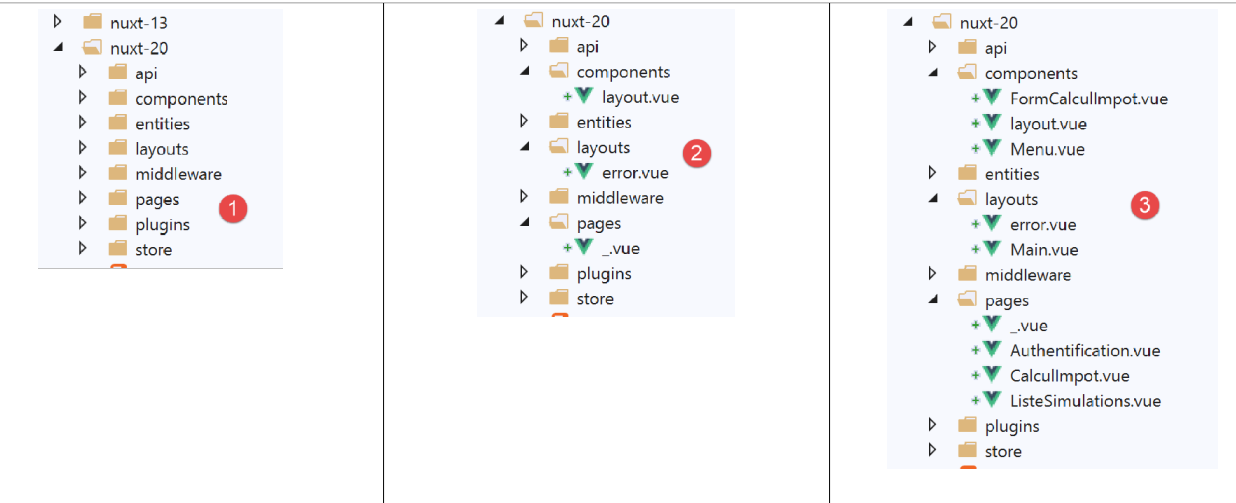 nuxt-13
nuxt-20
api
components
entities
layouts
middleware
pages
plugins
store
1
nuxt-20
api
components
layout.vue
entities
layouts
error.vue
middleware
pages
_.vue
plugins
store
2
nuxt-20
api
components
FormCalculImpot.vue
layout.vue
Menu.vue
entities
layouts
error.vue
Main.vue
middleware
pages
_.vue
Authentification.vue
CalculImpot.vue
ListeSimulations.vue
plugins
store
3